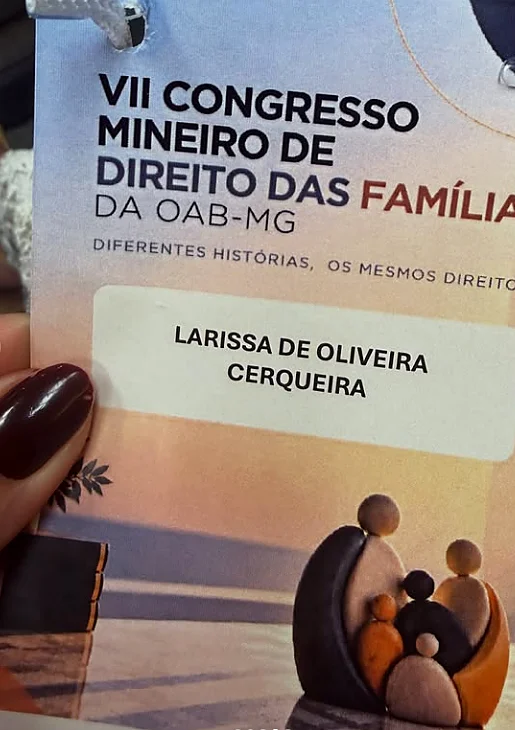 VII CONGRESSO
MINEIRO DE
DIREITO DAS FAMÍLIA
DA OAB-MG
DIFERENTES HISTÓRIAS, OS MESMOS DIREITO
LARISSA DE OLIVEIRA
CERQUEIRA